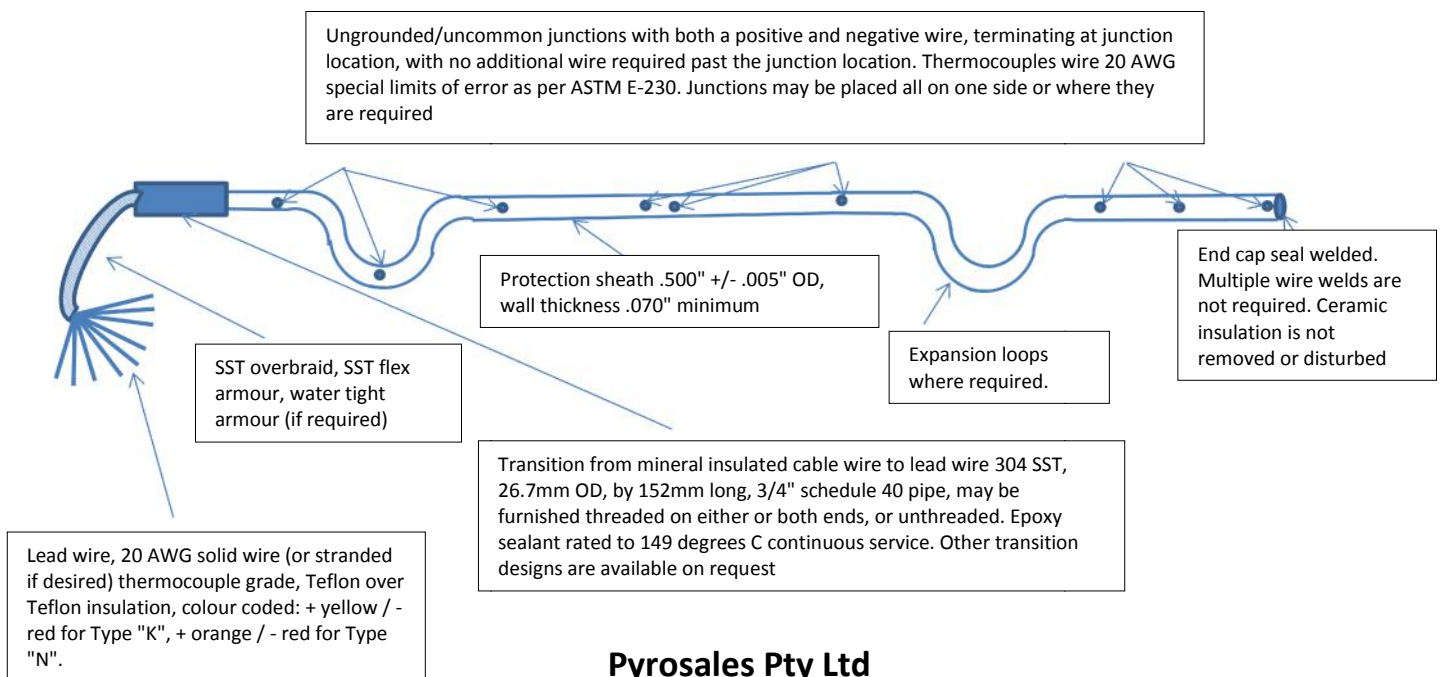 Ungrounded/uncommon junctions with both a positive and negative wire, terminating at junction
location, with no additional wire required past the junction location. Thermocouples wire 20 AWG
special limits of error as per ASTM E-230. Junctions may be placed all on one side or where they
are required
Protection sheath .500" +/- .005" OD,
wall thickness .070" minimum
End cap seal welded.
Multiple wire welds are
not required. Ceramic
insulation is not
removed or disturbed
SST overbraid, SST flex
armour, water tight
armour (if required)
Expansion loops
where required.
Transition from mineral insulated cable wire to lead wire 304 SST,
26.7mm OD, by 152mm long, 3/4" schedule 40 pipe, may be
furnished threaded on either or both ends, or unthreaded. Epoxy
sealant rated to 149 degrees C continuous service. Other transition
designs are available on request
Lead wire, 20 AWG solid wire (or stranded
if desired) thermocouple grade, Teflon over
Teflon insulation, colour coded: + yellow / -
red for Type "K", + orange / - red for Type
"N".
Pyrosales Pty Ltd